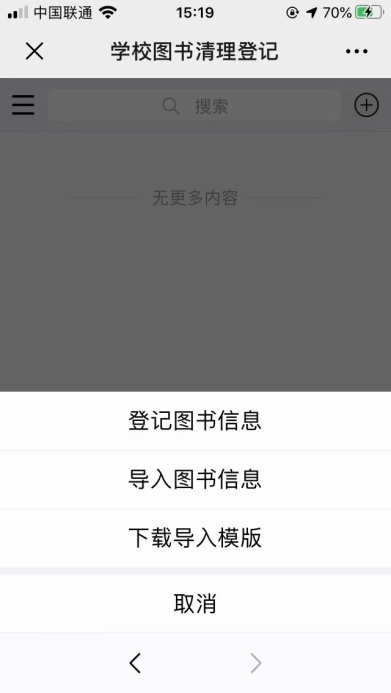 中国联通 15:19 70%
学校图书清理登记
搜索
无更多内容
登记图书信息
导入图书信息
下载导入模版
取消